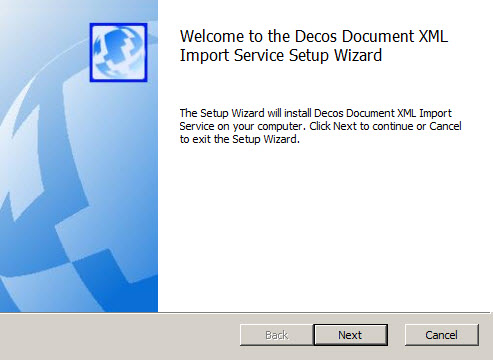 Welcome to the Decos Document XML
Import Service Setup Wizard
The Setup Wizard will install Decos Document XML Import
Service on your computer. Click Next to continue or Cancel
to exit the Setup Wizard.
Back
Next
Cancel